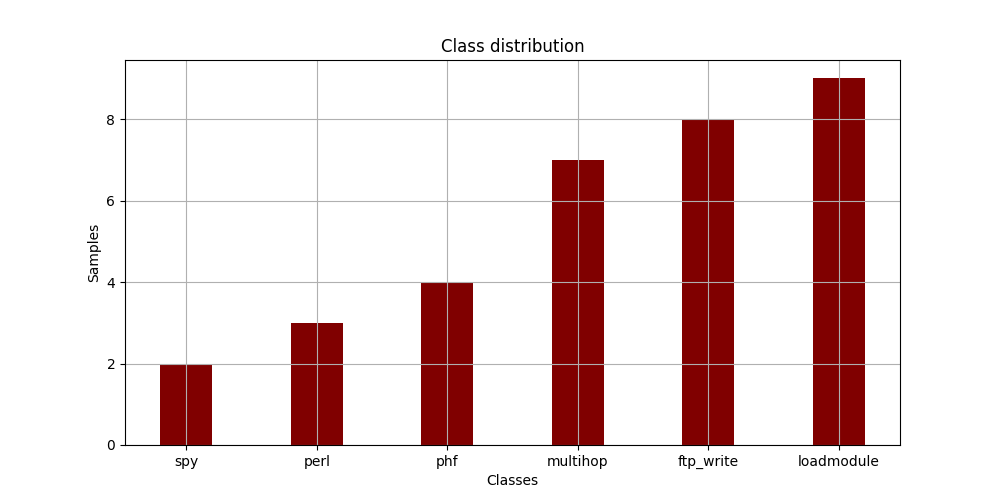 Class distribution
Samples
8
6
4
2
0
spy perl phf multihop ftp_write loadmodule
Classes